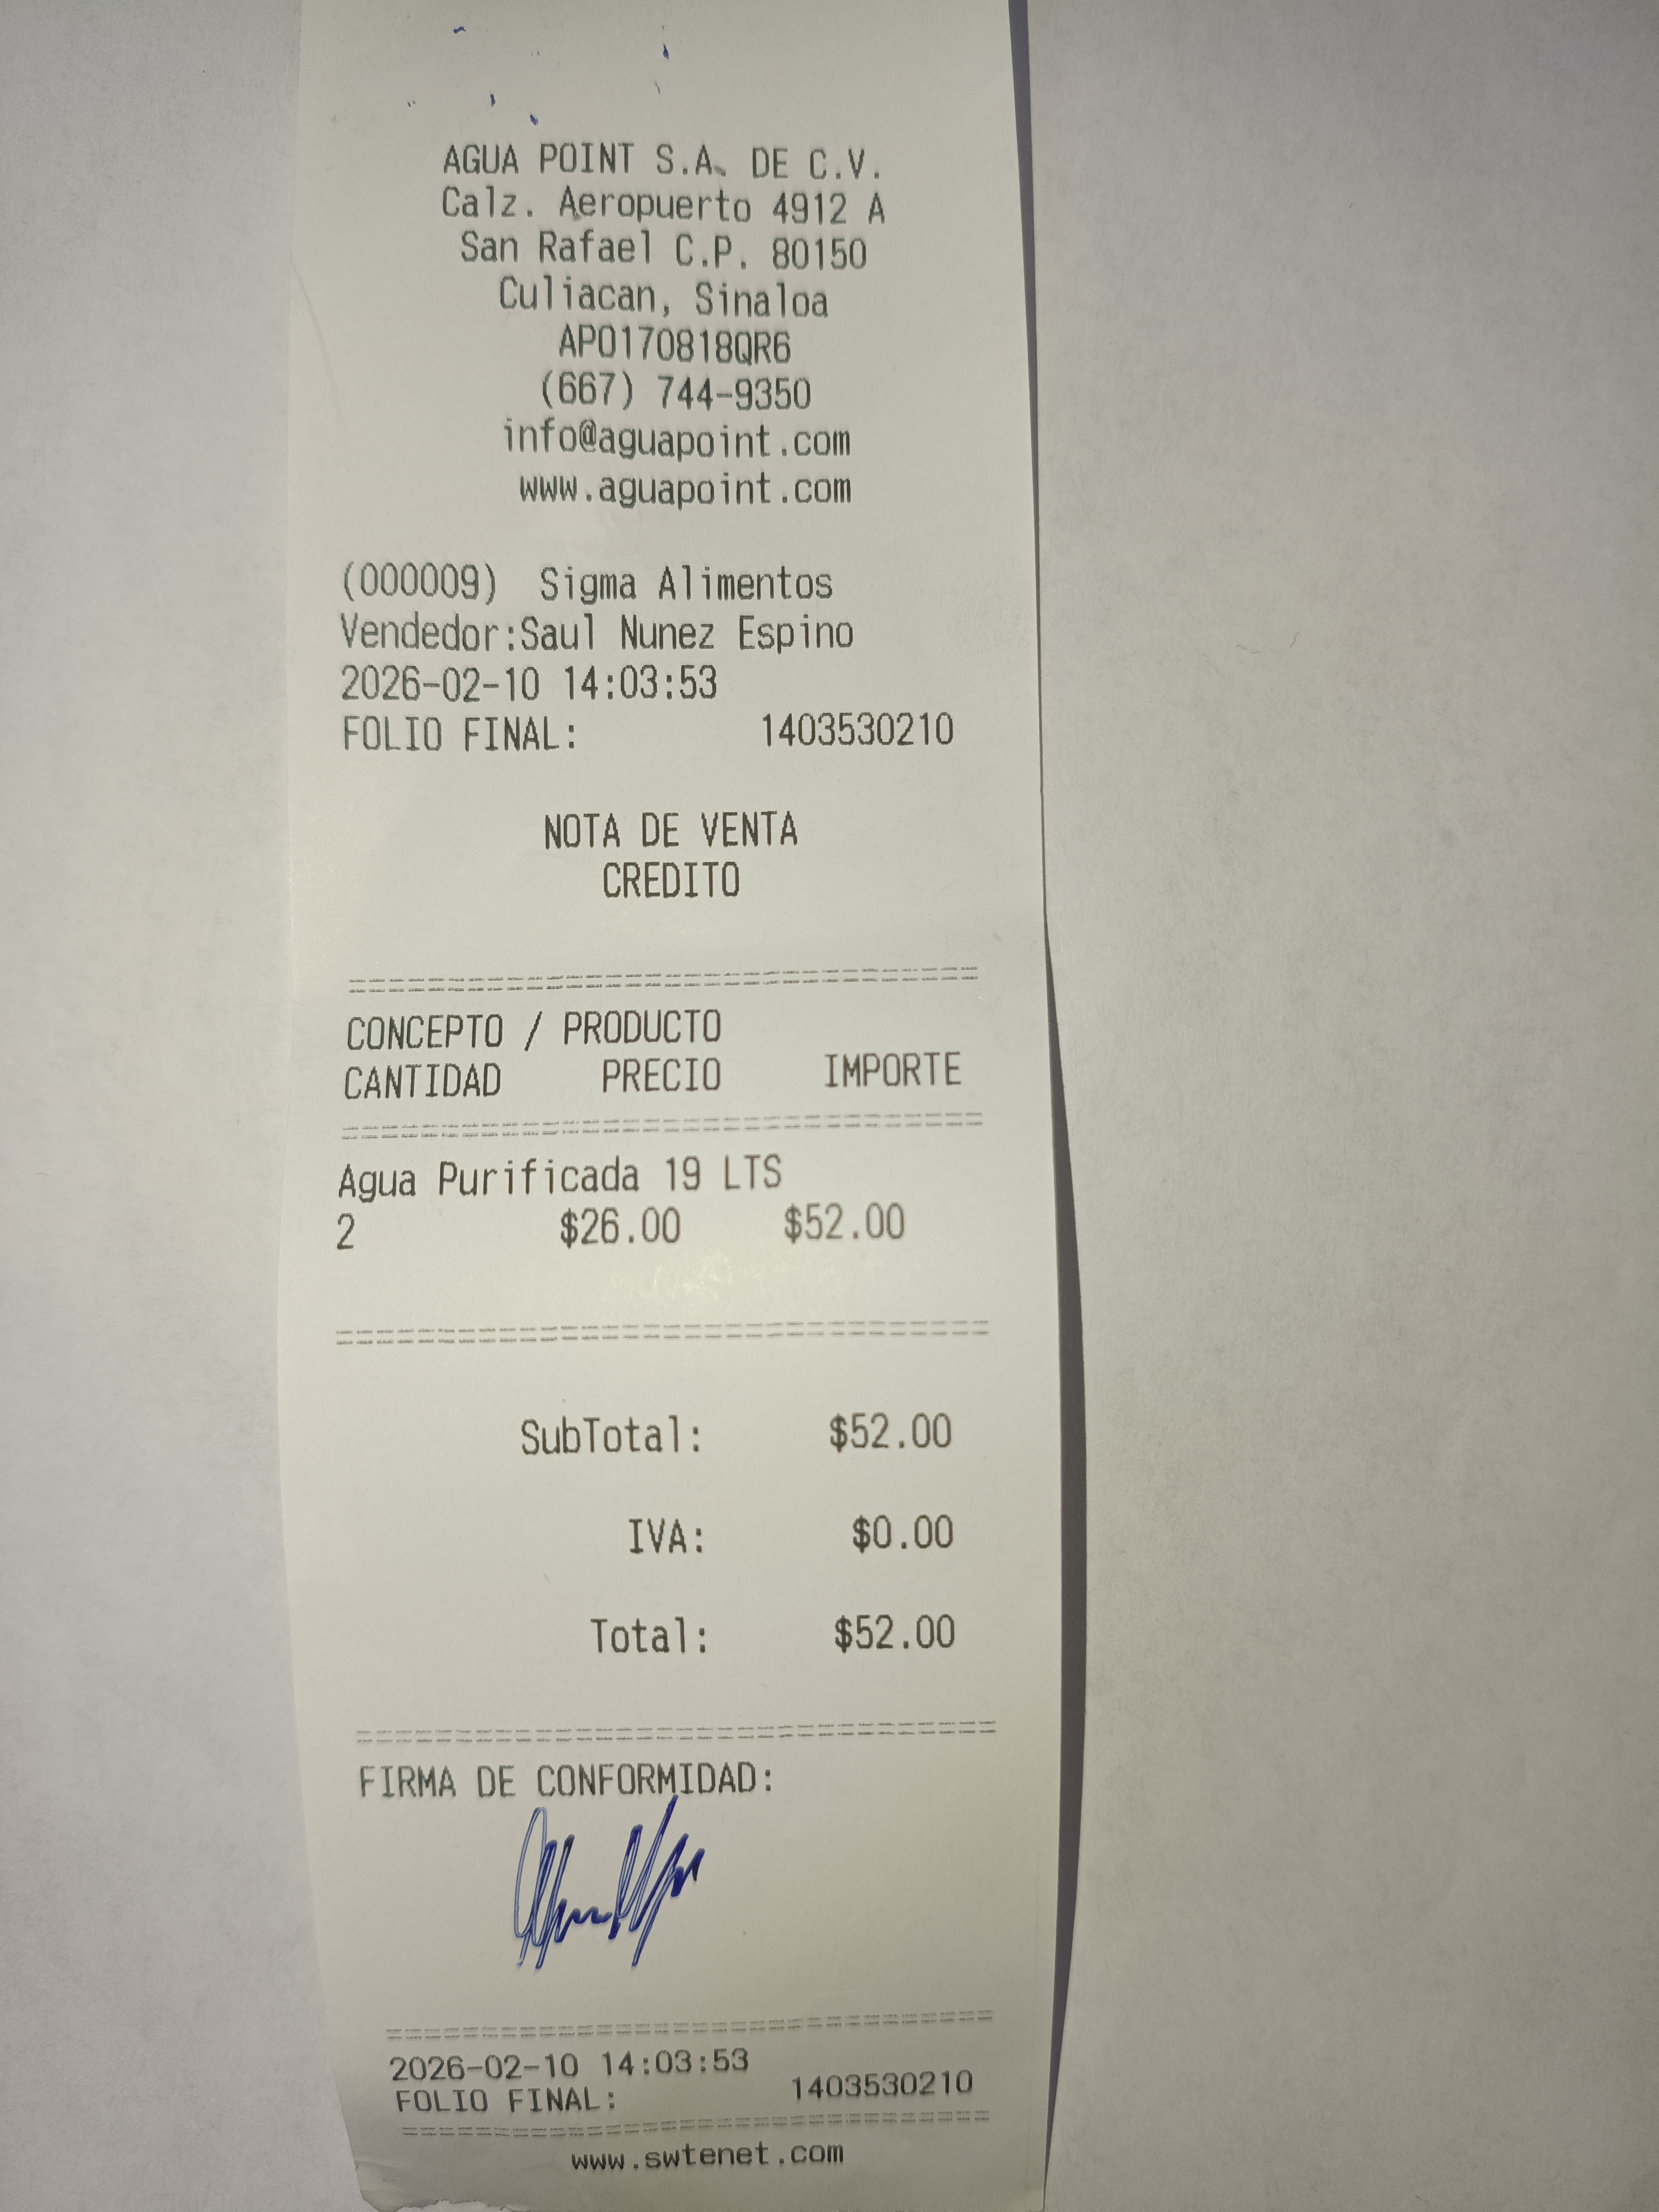 AGUA POINT S.A. DE C.V.
Calz. Aeropuerto 4912 A
San Rafael C.P. 80150
Culiacan, Sinaloa
APO170818QR6
(667) 744-9350
info@aguapoint.com
www.aguapoint.com
(000009) Sigma Alimentos
Vendedor:Saul Nunez Espino
2026-02-10 14:03:53
FOLIO FINAL: 1403530210
NOTA DE VENTA
CREDITO
CONCEPTO / PRODUCTO
CANTIDAD PRECIO IMPORTE
Agua Purificada 19 LTS
2 $26.00 $52.00
SubTotal: $52.00
IVA: $0.00
Total: $52.00
FIRMA DE CONFORMIDAD:
2026-02-10 14:03:53
FOLIO FINAL: 1403530210
www.swtenet.com